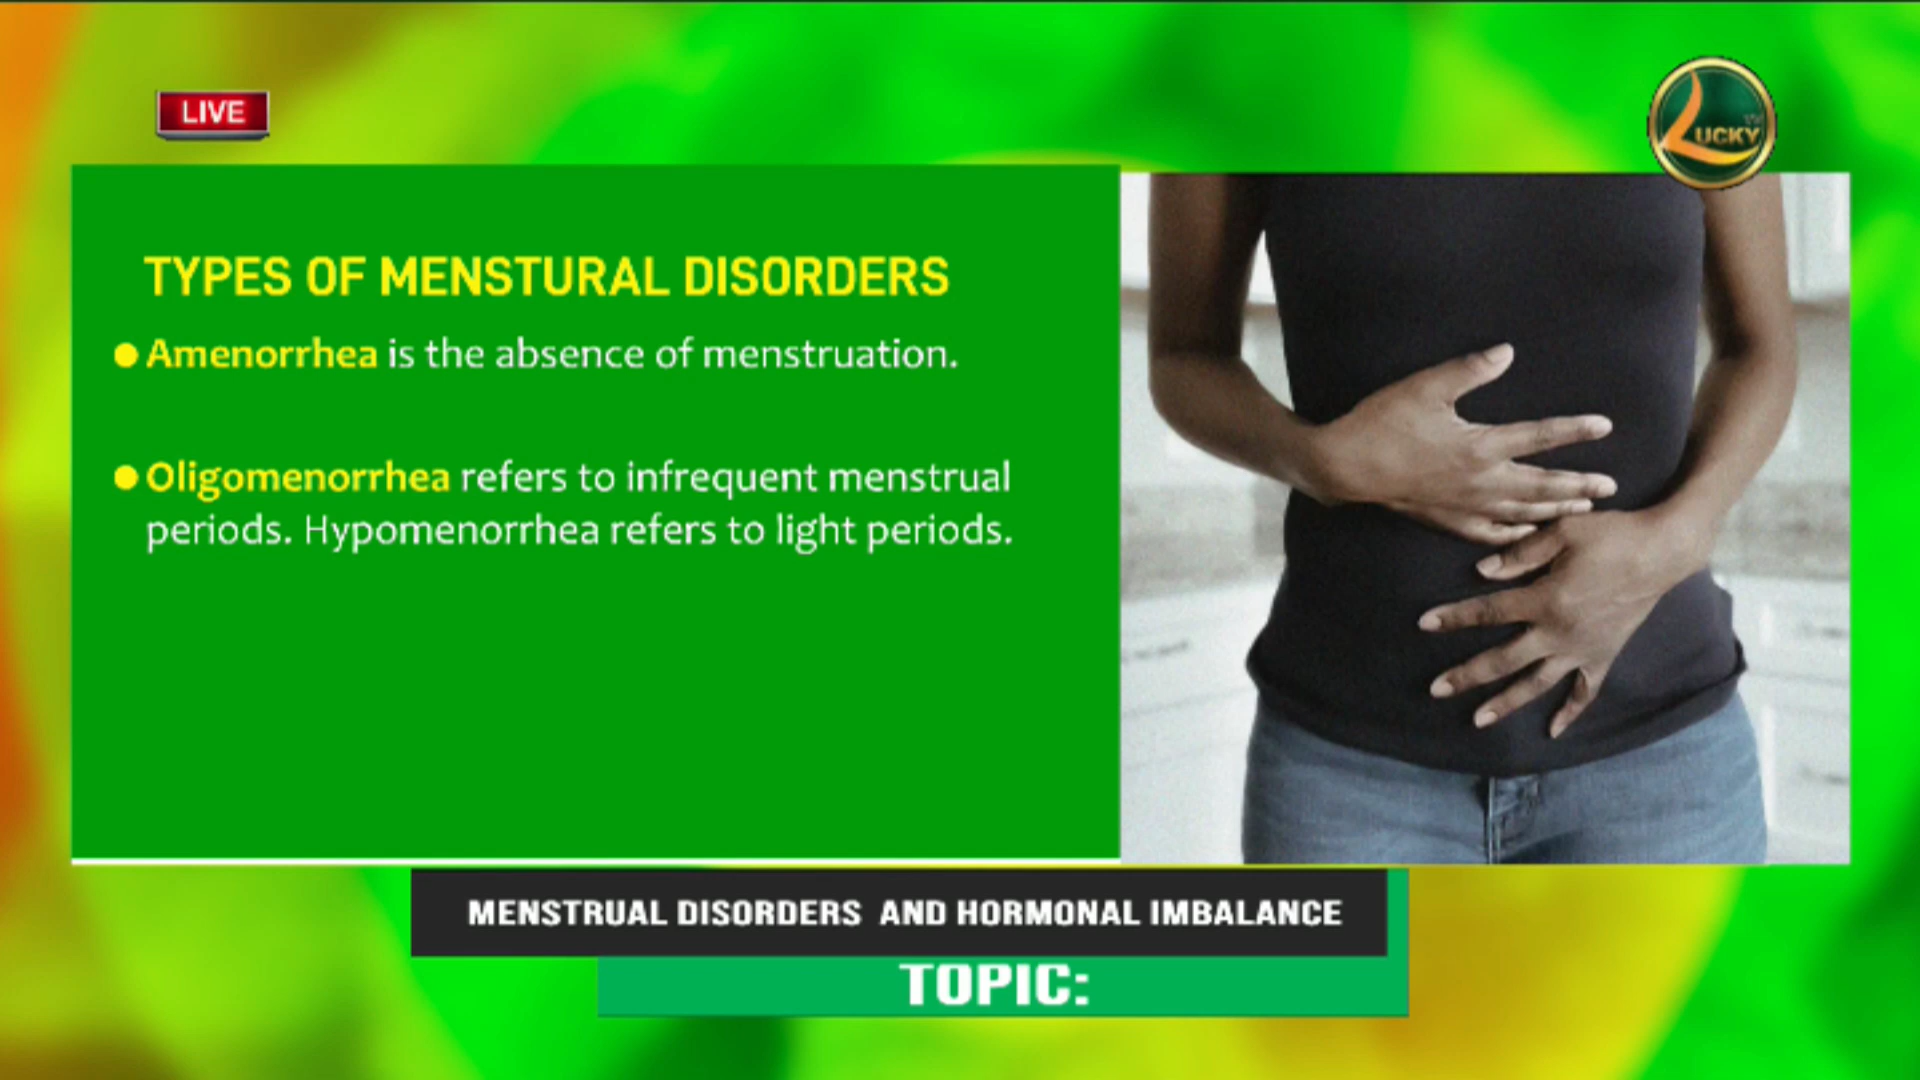 LIVE
LUCKY TV
TYPES OF MENSTURAL DISORDERS
Amenorrhea is the absence of menstruation.
Oligomenorrhea refers to infrequent menstrual
periods. Hypomenorrhea refers to light periods.
MENSTRUAL DISORDERS AND HORMONAL IMBALANCE
TOPIC: